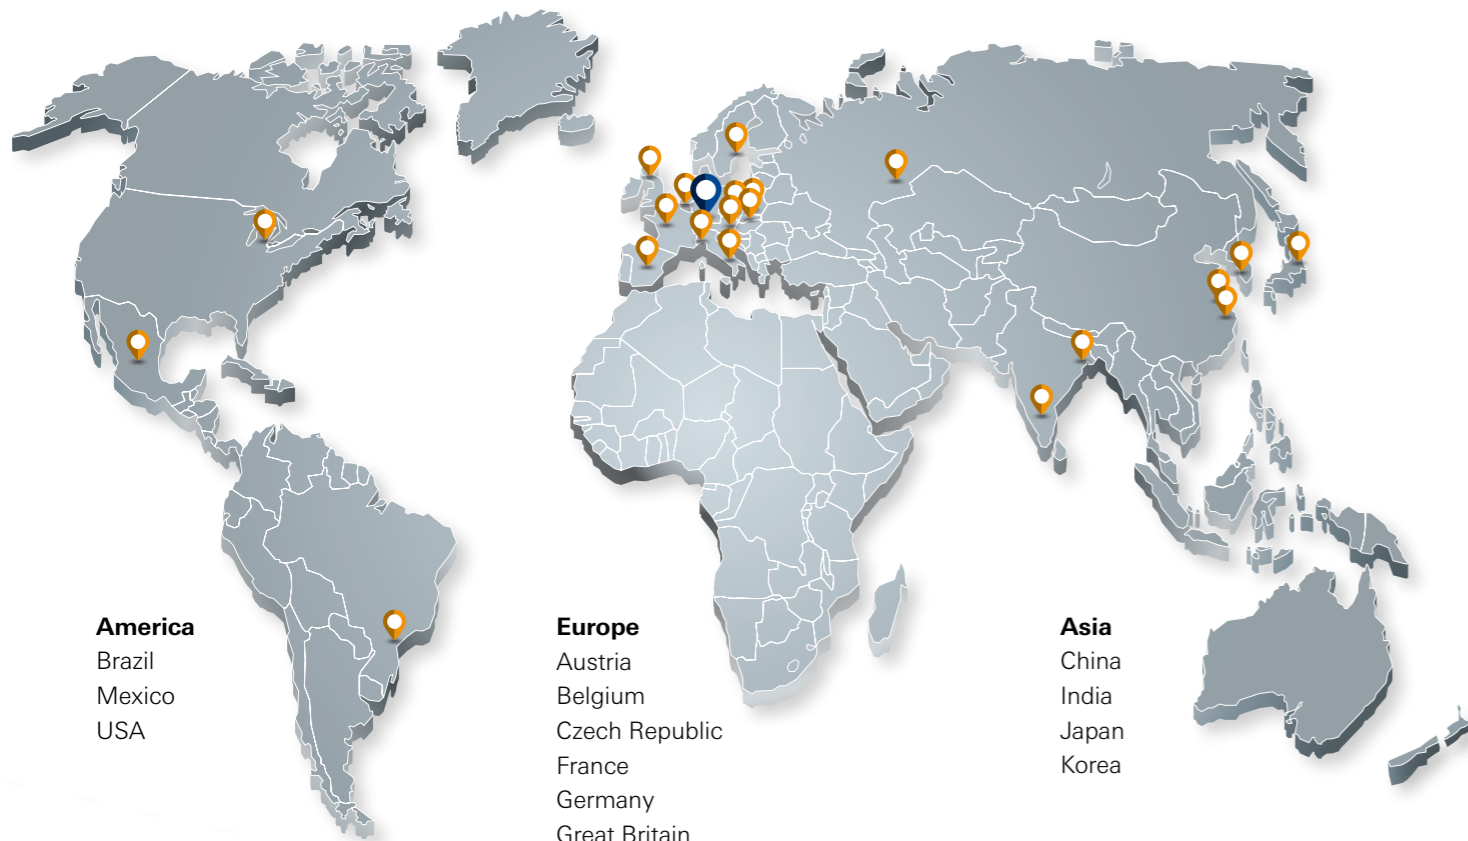 America
Brazil
Mexico
USA
Europe
Austria
Belgium
Czech Republic
France
Germany
Great Britain
Asia
China
India
Japan
Korea